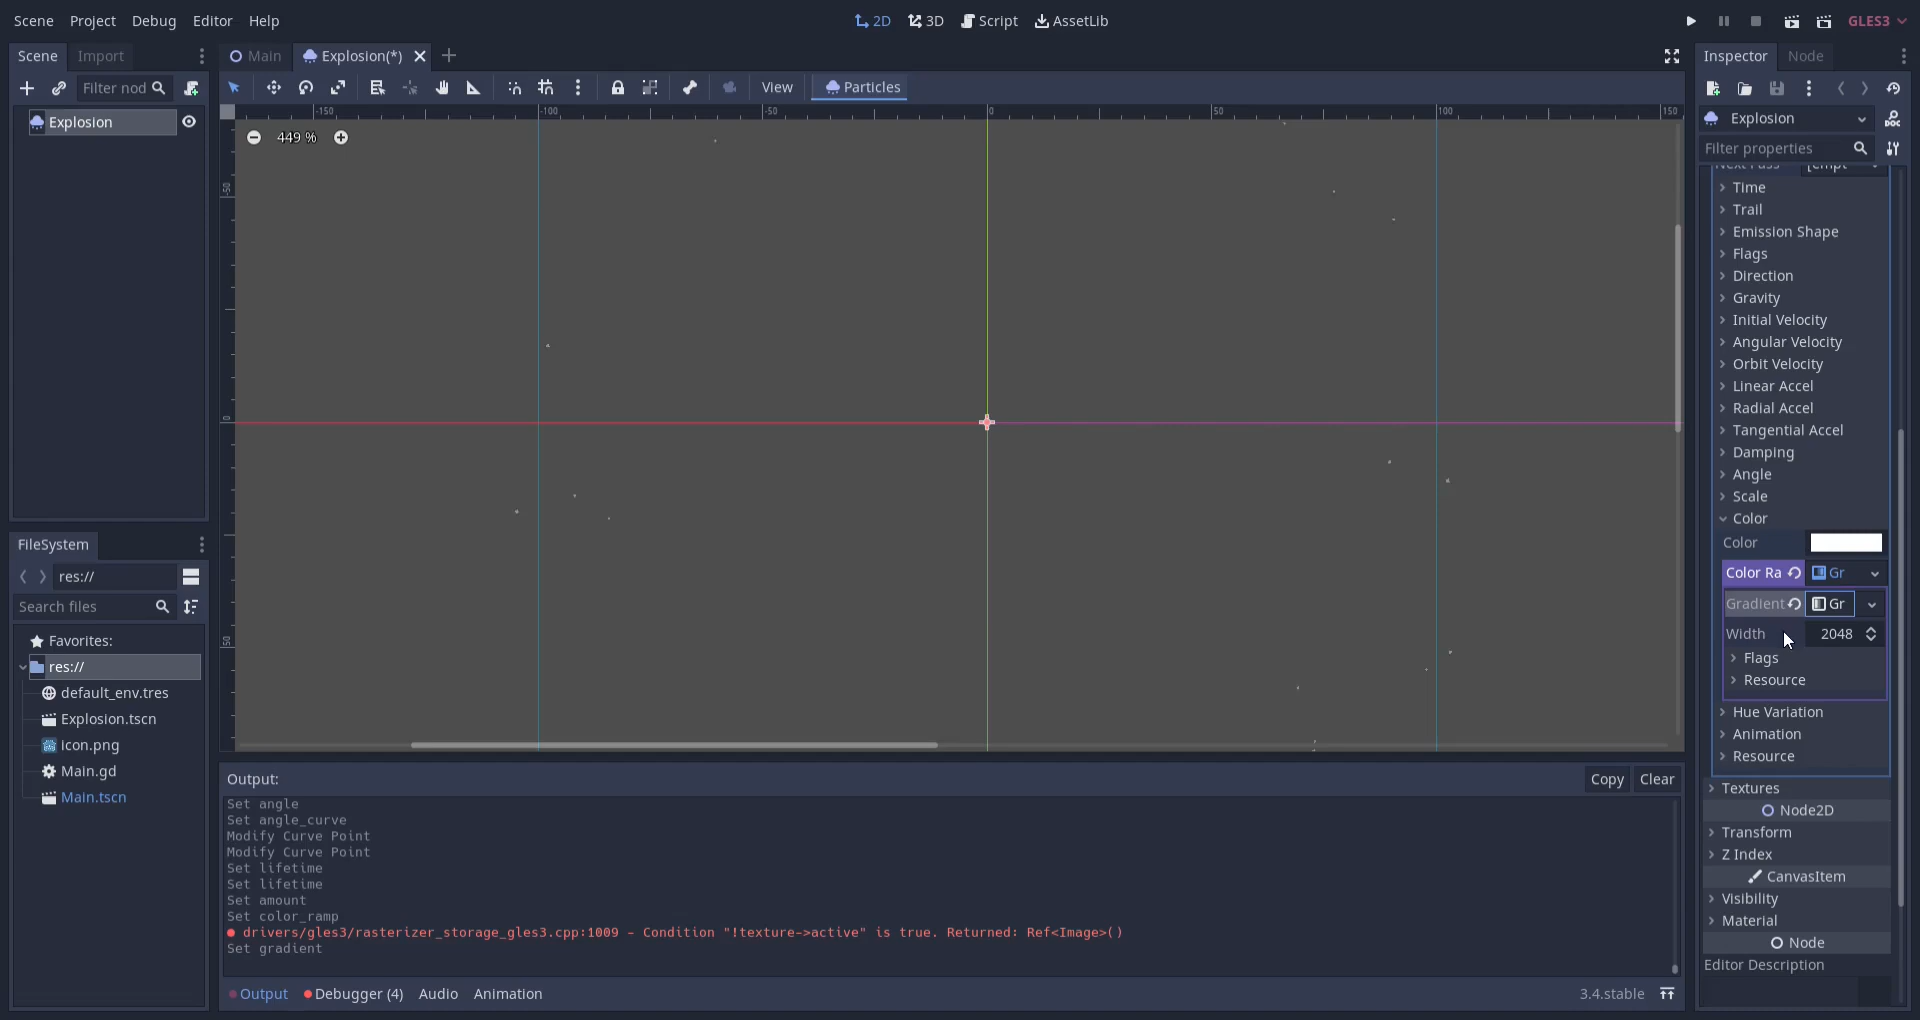 Scene Project Debug Editor Help
2D 3D Script AssetLib
GLES3
Scene Import
Main Explosion(*)
Inspector Node
Filter nod
View Particles
Explosion
Explosion
Filter properties
449 %
-150 -100 -50 0 50 100 150
-50
0
50
Time
Trail
Emission Shape
Flags
Direction
Gravity
Initial Velocity
Angular Velocity
Orbit Velocity
Linear Accel
Radial Accel
Tangential Accel
Damping
Angle
Scale
Color
Color
Color Ra Gr
Gradient Gr
Width 2048
Flags
Resource
Hue Variation
Animation
Resource
Textures
Node2D
Transform
Z Index
CanvasItem
Visibility
Material
Node
Editor Description
FileSystem
res://
Search files
Favorites:
res://
default_env.tres
Explosion.tscn
icon.png
Main.gd
Main.tscn
Output: Copy Clear
Set angle
Set angle_curve
Modify Curve Point
Modify Curve Point
Set lifetime
Set lifetime
Set amount
Set color_ramp
drivers/gles3/rasterizer_storage_gles3.cpp:1009 - Condition "!texture->active" is true. Returned: Ref<Image>()
Set gradient
Output Debugger (4) Audio Animation 3.4.stable